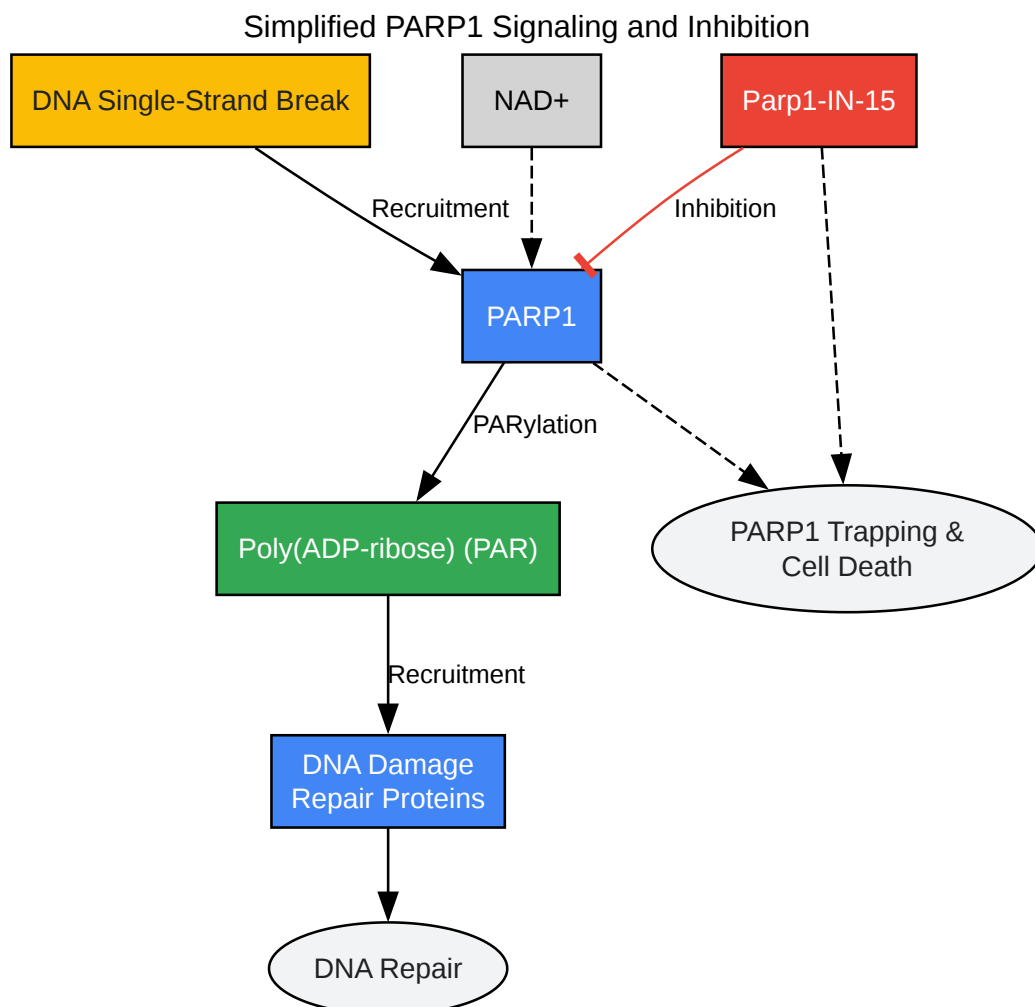 Simplified PARP1 Signaling and Inhibition
DNA Single-Strand Break
NAD+
Parp1-IN-15
Recruitment
Inhibition
PARP1
PARylation
Poly(ADP-ribose) (PAR)
PARP1 Trapping &
Cell Death
Recruitment
DNA Damage
Repair Proteins
DNA Repair